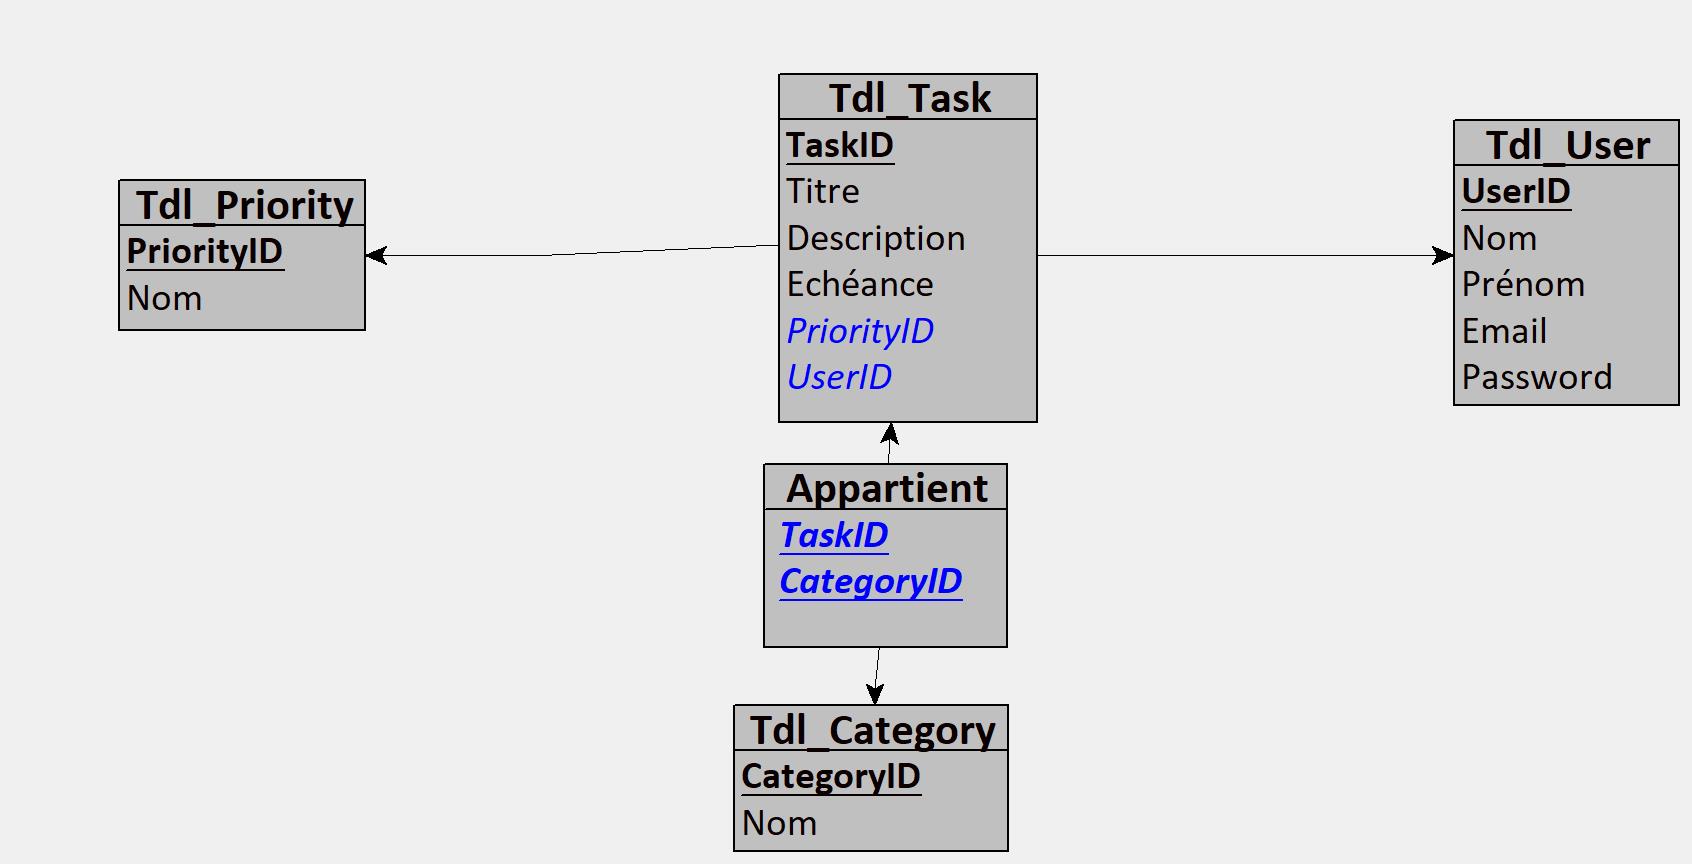 Tdl_Priority
PriorityID
Nom
Tdl_Task
TaskID
Titre
Description
Echéance
PriorityID
UserID
Tdl_User
UserID
Nom
Prénom
Email
Password
Appartient
TaskID
CategoryID
Tdl_Category
CategoryID
Nom